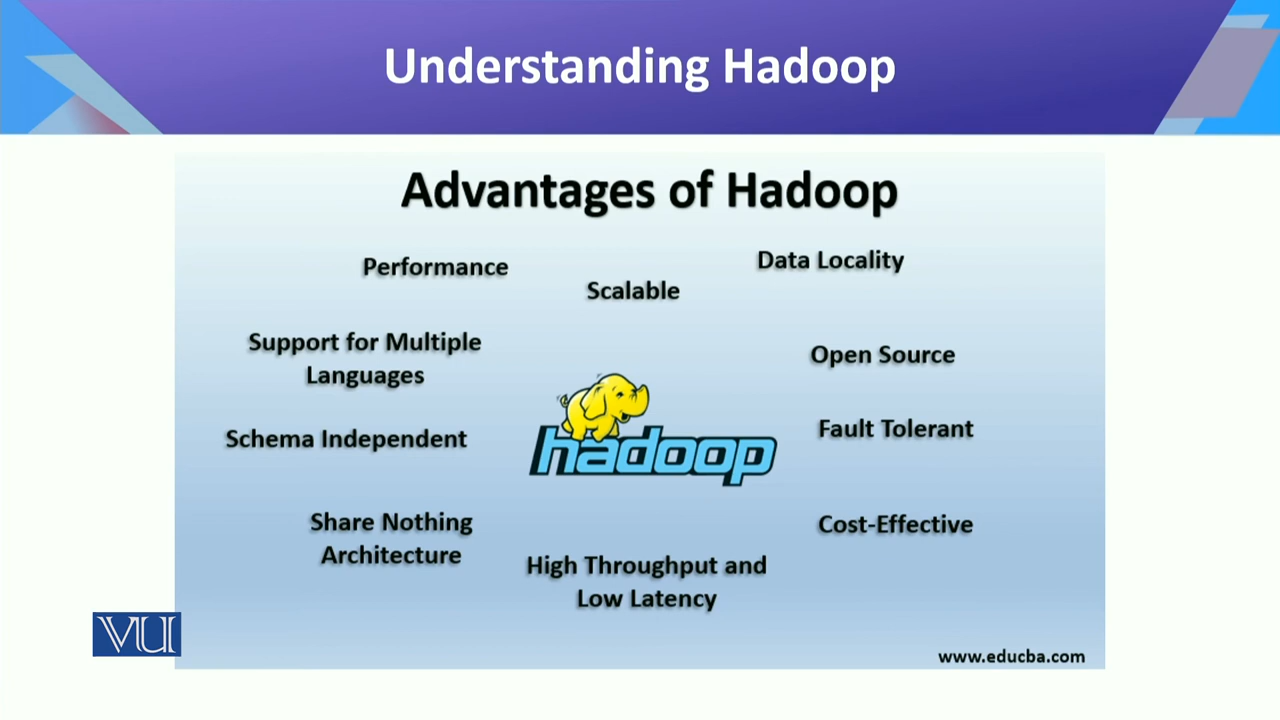 Understanding Hadoop
Advantages of Hadoop
Performance
Scalable
Data Locality
Support for Multiple
Languages
Open Source
Schema Independent
hadoop
Fault Tolerant
Share Nothing
Architecture
High Throughput and
Low Latency
Cost-Effective
VU
www.educba.com